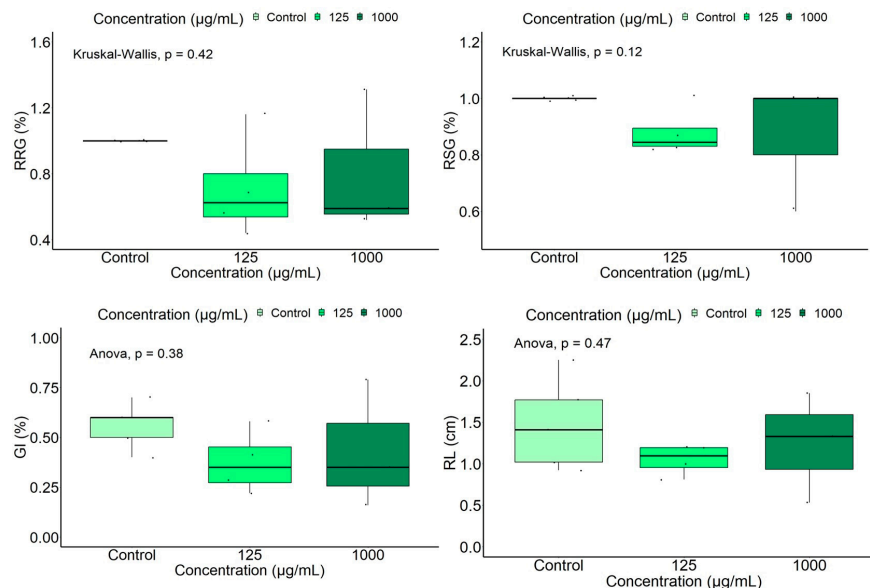 Concentration (µg/mL) Control 125 1000
1.6
Kruskal-Wallis, p = 0.42
1.2
0.8
0.4
RRG (%)
Control 125 1000
Concentration (µg/mL)
Concentration (µg/mL) Control 125 1000
1.2
Kruskal-Wallis, p = 0.12
1.0
0.8
0.6
RSG (%)
Control 125 1000
Concentration (µg/mL)
Concentration (µg/mL) Control 125 1000
1.00
Anova, p = 0.38
0.75
0.50
0.25
0.00
GI (%)
Control 125 1000
Concentration (µg/mL)
Concentration (µg/mL) Control 125 1000
2.5
Anova, p = 0.47
2.0
1.5
1.0
0.5
0.0
RL (cm)
Control 125 1000
Concentration (µg/mL)